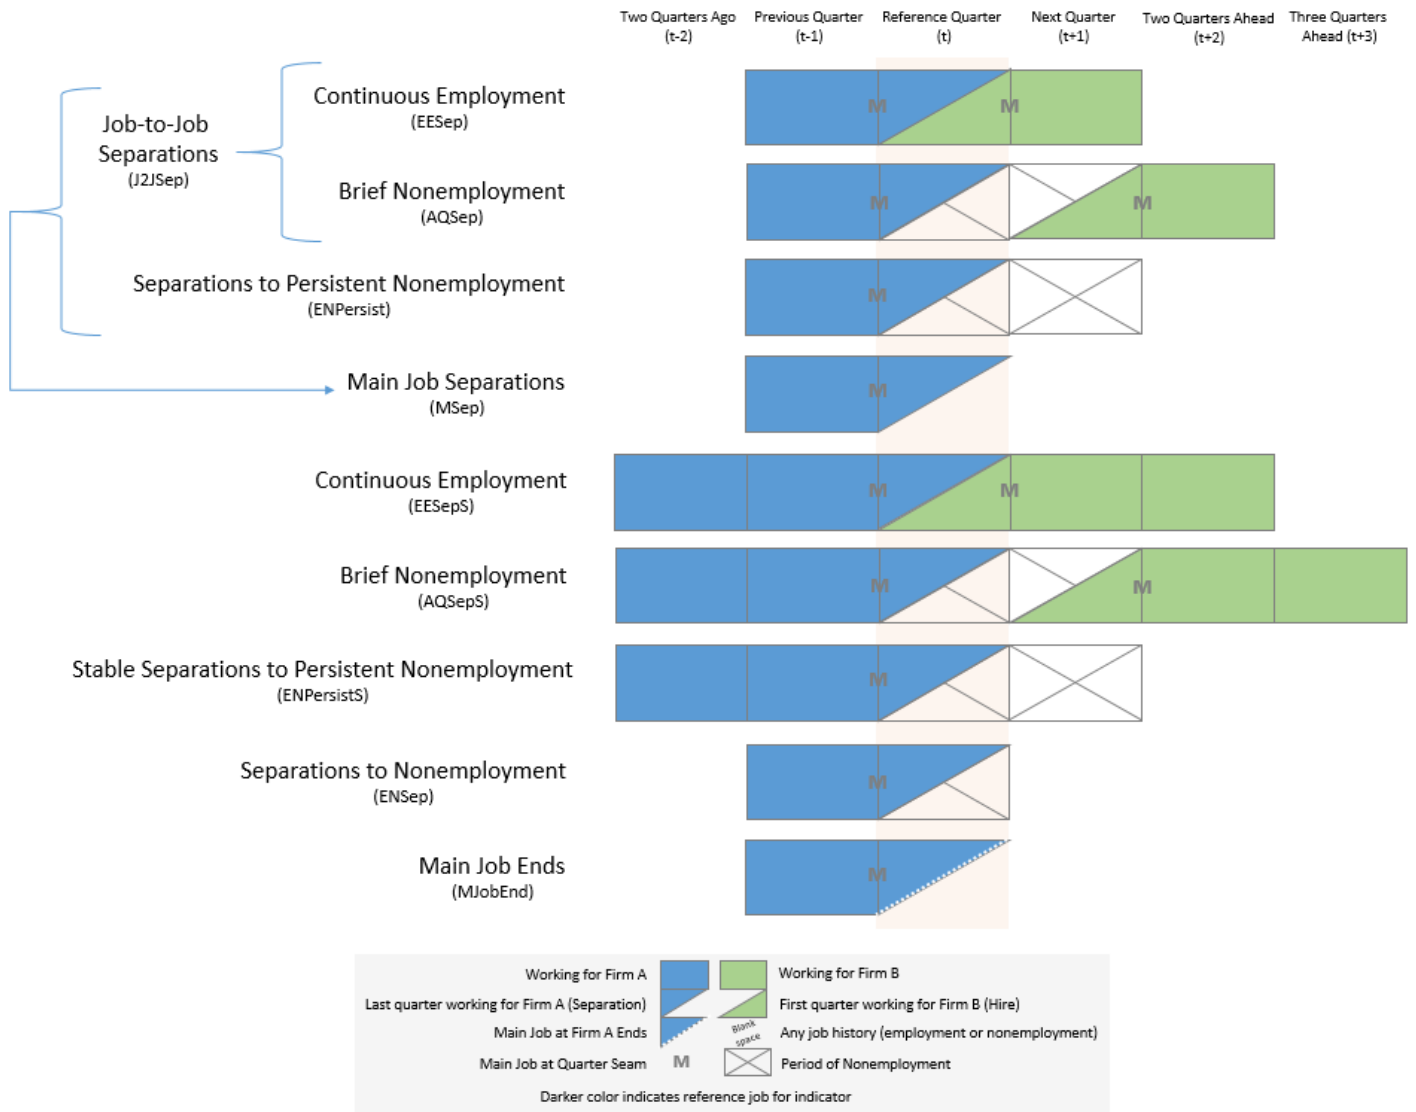 Two Quarters Ago
(t-2)
Previous Quarter
(t-1)
Reference Quarter
(t)
Next Quarter
(t+1)
Two Quarters Ahead
(t+2)
Three Quarters
Ahead (t+3)
Continuous Employment
(EESep)
M
M
Job-to-Job
Separations
(J2JSep)
Brief Nonemployment
(AQSep)
M
M
Separations to Persistent Nonemployment
(ENPersist)
M
Main Job Separations
(MSep)
M
Continuous Employment
(EESepS)
M
M
Brief Nonemployment
(AQSepS)
M
M
Stable Separations to Persistent Nonemployment
(ENPersistS)
M
Separations to Nonemployment
(ENSep)
M
Main Job Ends
(MJobEnd)
M
Working for Firm A
Working for Firm B
Last quarter working for Firm A (Separation)
First quarter working for Firm B (Hire)
Main Job at Firm A Ends
Blank
space
Any job history (employment or nonemployment)
Main Job at Quarter Seam
M
Period of Nonemployment
Darker color indicates reference job for indicator